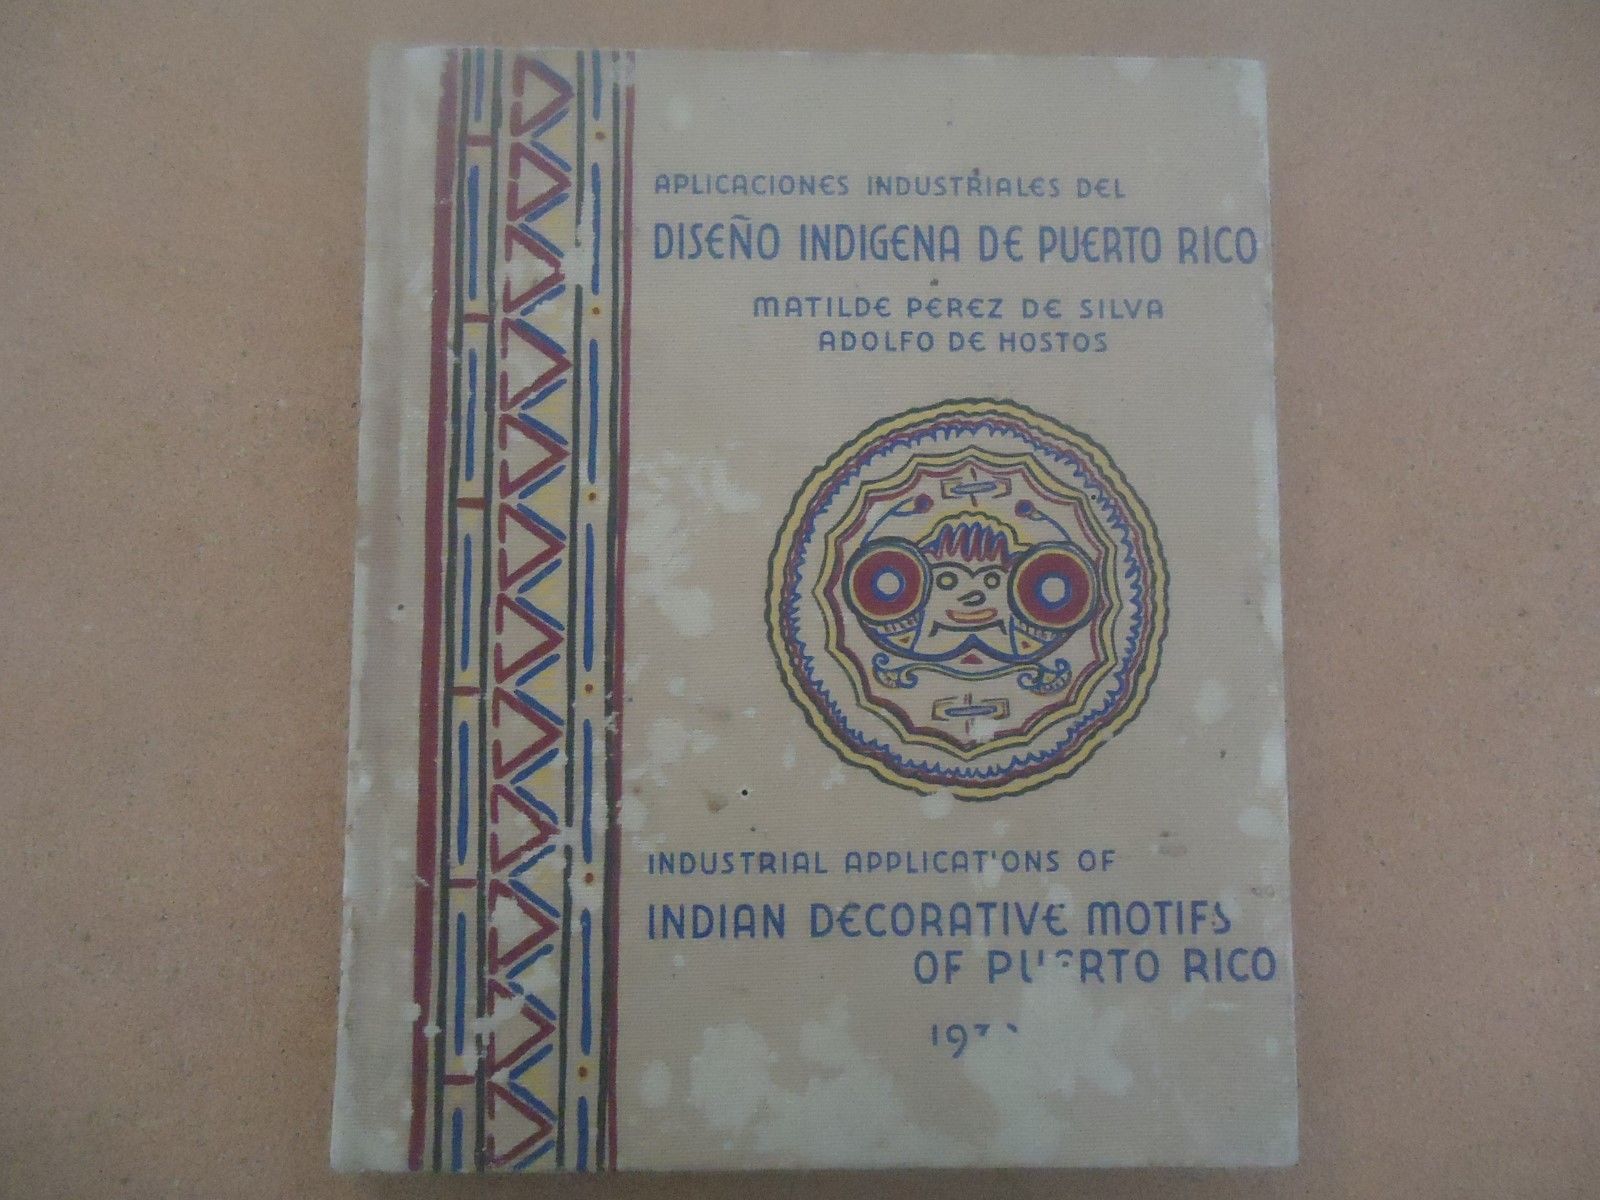 APLICACIONES INDUSTRIALES DEL
DISEÑO INDIGENA DE PUERTO RICO
MATILDE PEREZ DE SILVA
ADOLFO DE HOSTOS
INDUSTRIAL APPLICATIONS OF
INDIAN DECORATIVE MOTIFS
OF PUERTO RICO